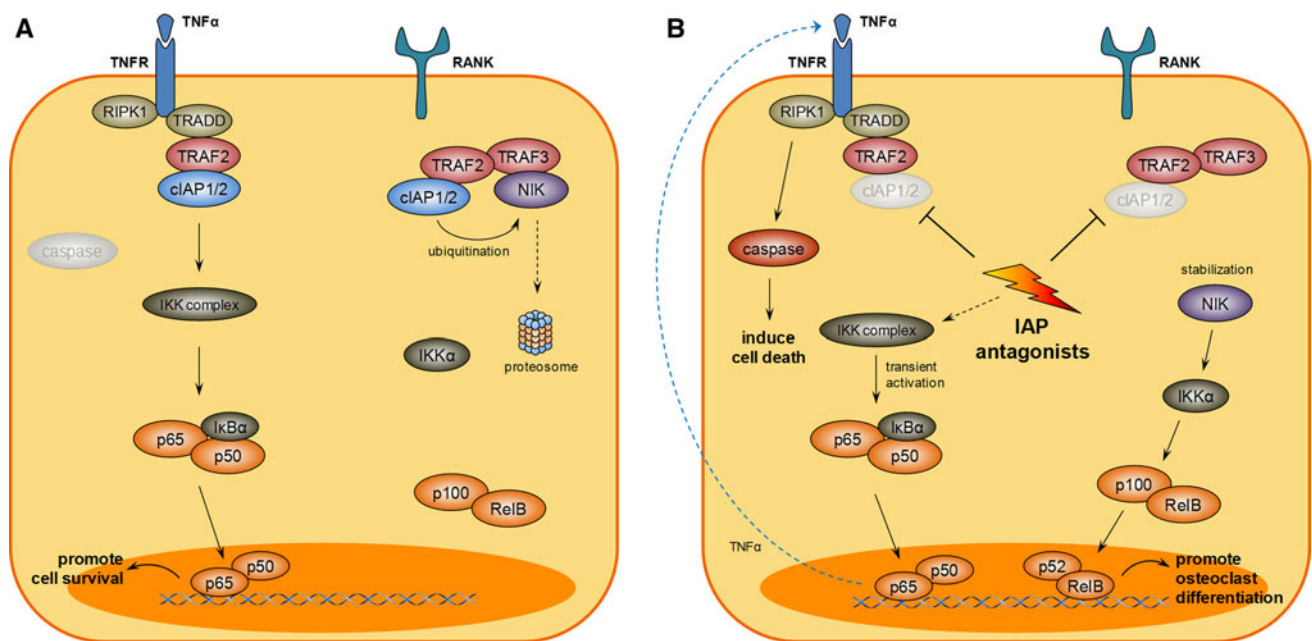 A
TNFα
TNFR
RANK
RIPK1
TRADD
TRAF2
cIAP1/2
TRAF2
TRAF3
cIAP1/2
NIK
ubiquitination
caspase
IKK complex
IKKα
proteosome
IκBα
p65
p50
p100
RelB
promote
cell survival
p65
p50
B
TNFα
TNFR
RANK
RIPK1
TRADD
TRAF2
cIAP1/2
TRAF2
TRAF3
cIAP1/2
caspase
stabilization
NIK
induce
cell death
IKK complex
IAP
antagonists
transient
activation
IKKα
IκBα
p65
p50
p100
RelB
TNFα
p65
p50
p52
RelB
promote
osteoclast
differentiation